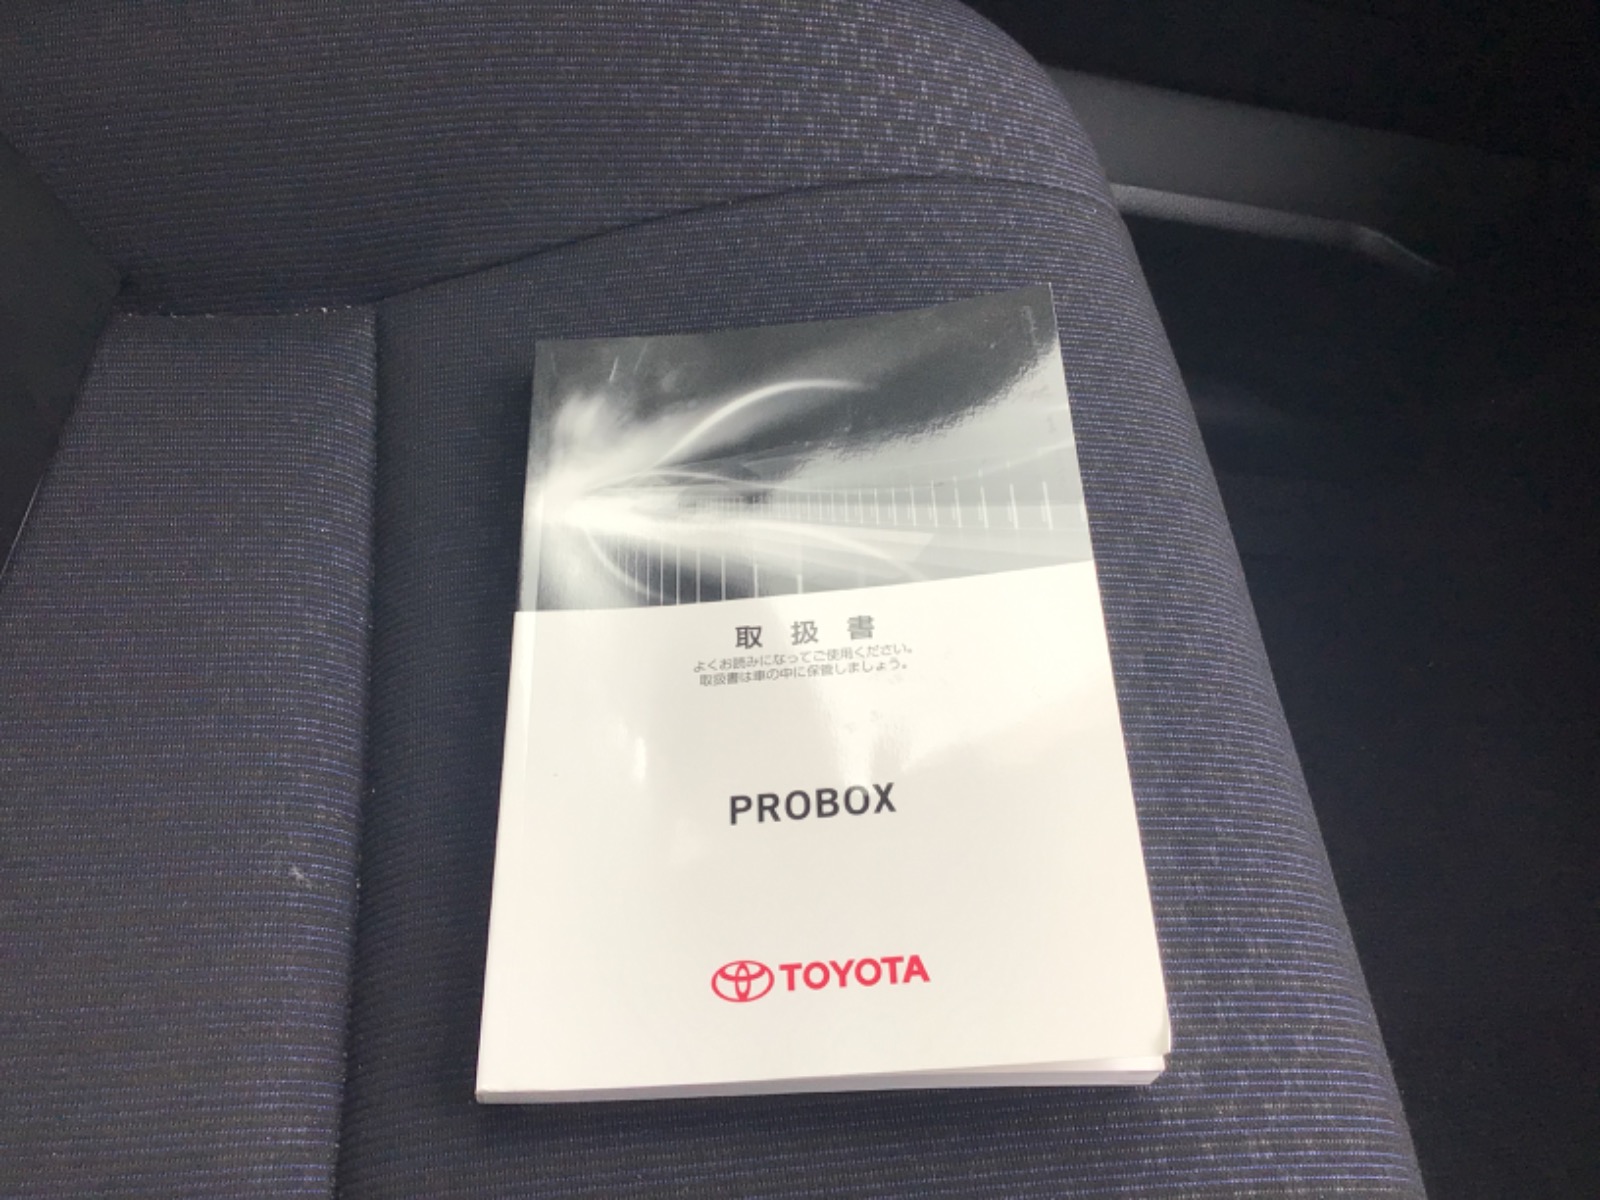 取扱書
よくお読みになってご使用ください。
取扱書は車の中に保管しましょう。
PROBOX
TOYOTA